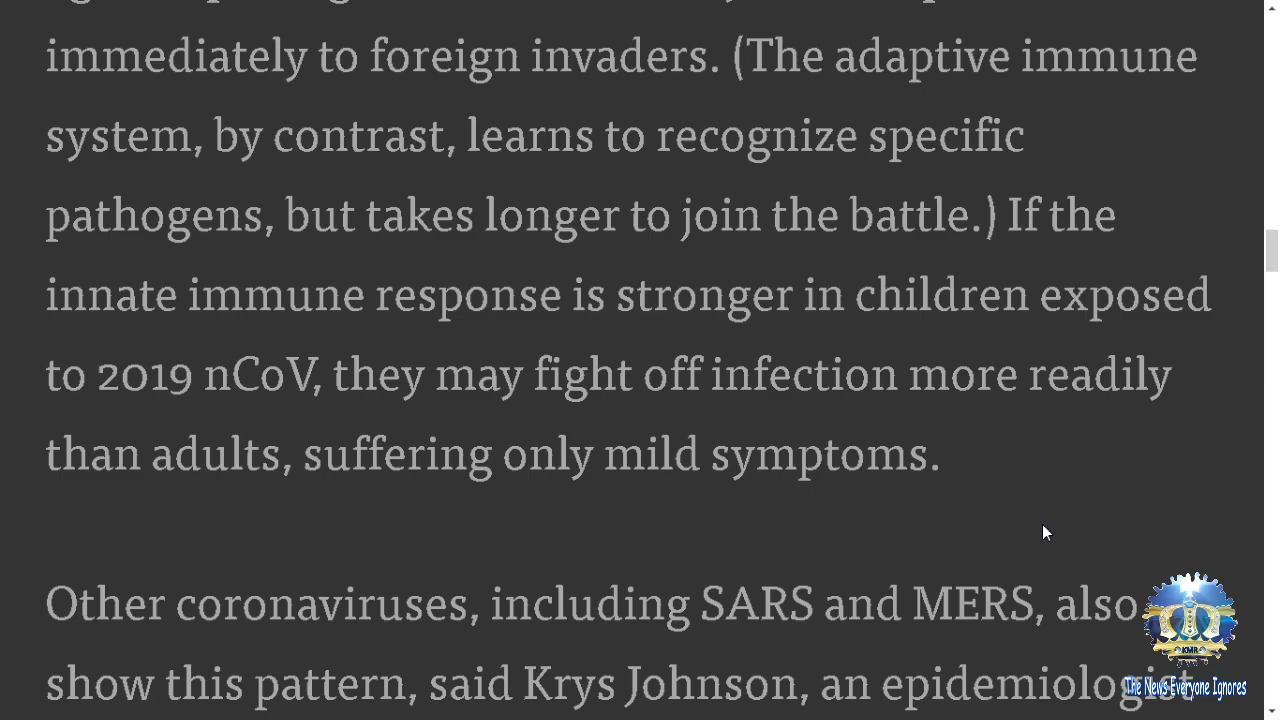 immediately to foreign invaders. (The adaptive immune
system, by contrast, learns to recognize specific
pathogens, but takes longer to join the battle.) If the
innate immune response is stronger in children exposed
to 2019 nCoV, they may fight off infection more readily
than adults, suffering only mild symptoms.
Other coronaviruses, including SARS and MERS, also
show this pattern, said Krys Johnson, an epidemiologist
KMR
The News Everyone Ignores